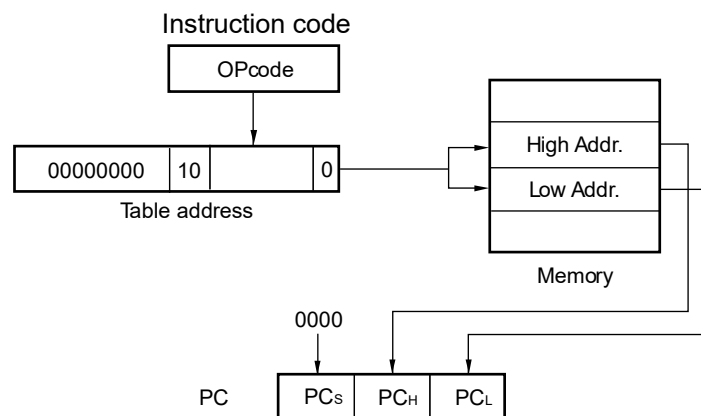 Instruction code
OPcode
00000000 10 0
Table address
High Addr.
Low Addr.
Memory
0000
PC PCS PCH PCL